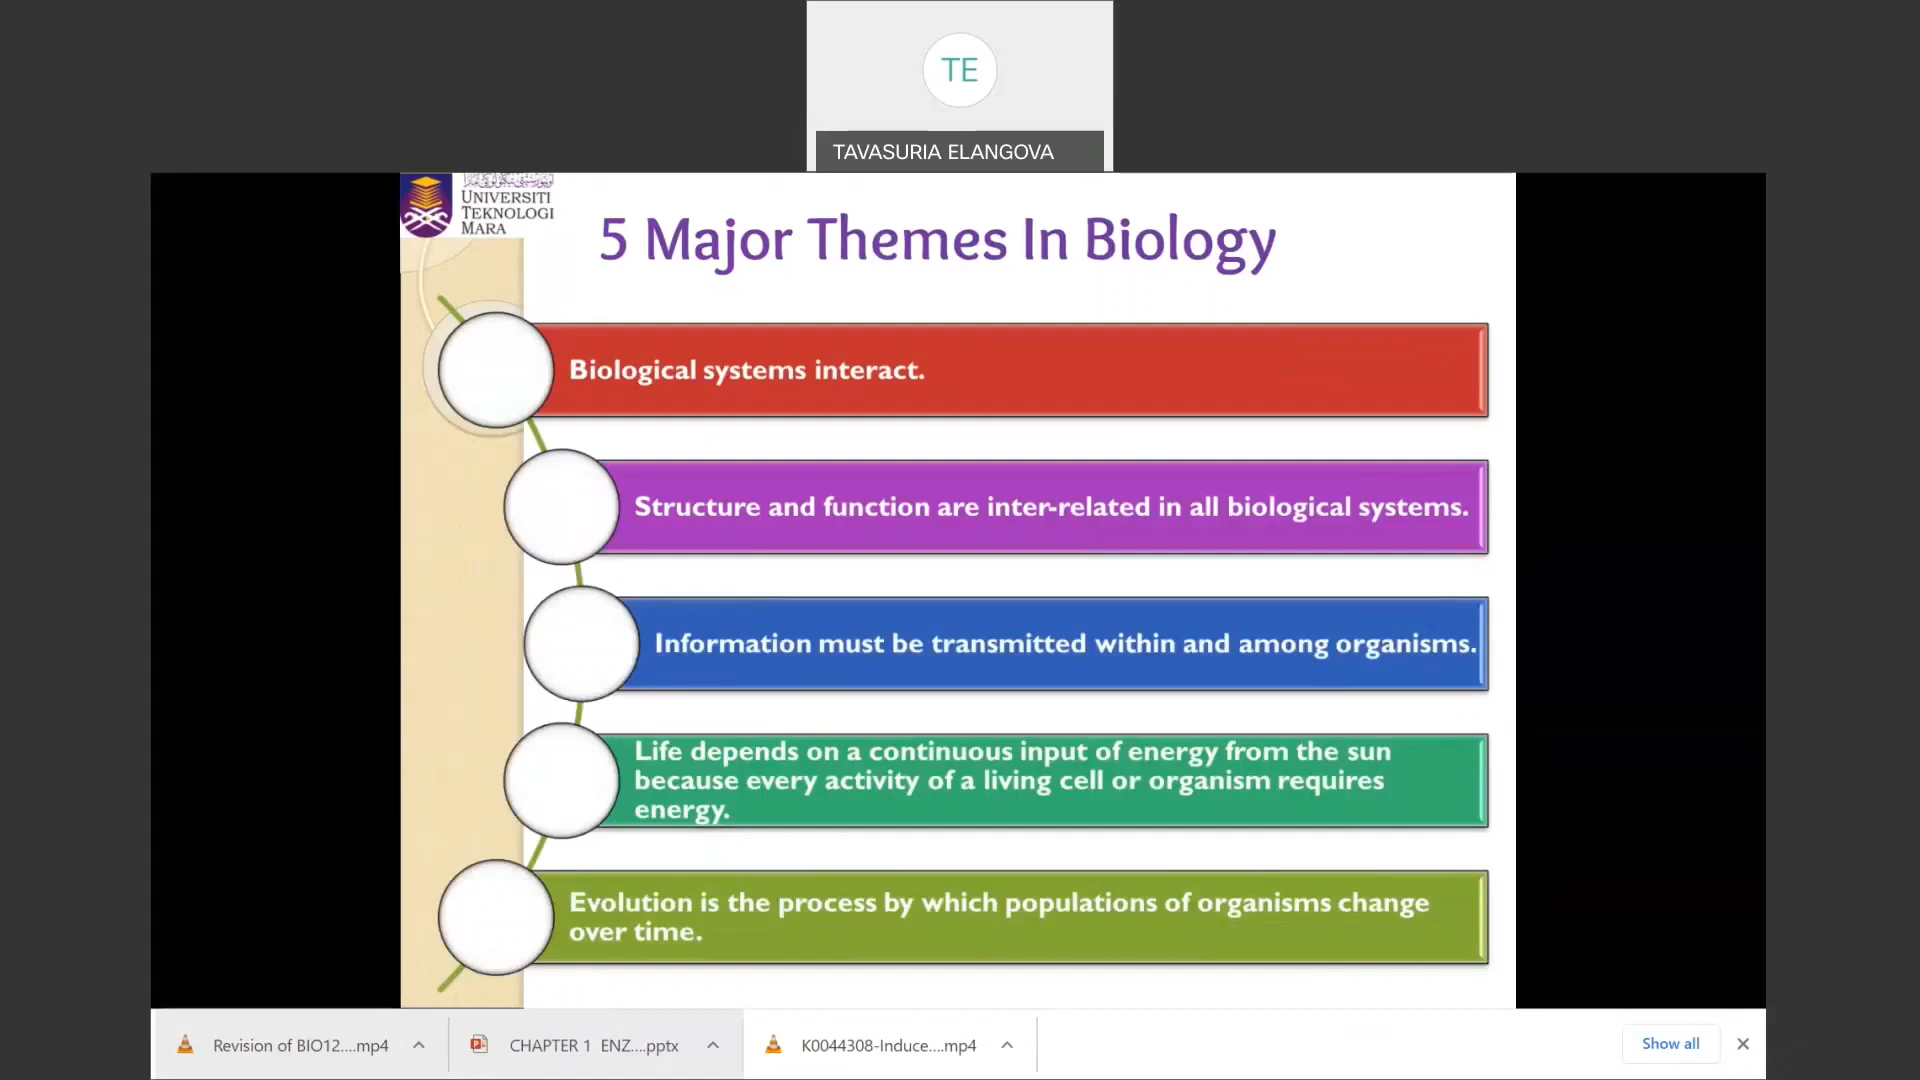 TE
TAVASURIA ELANGOVA
UNIVERSITI
TEKNOLOGI
MARA
5 Major Themes In Biology
Biological systems interact.
Structure and function are inter-related in all biological systems.
Information must be transmitted within and among organisms.
Life depends on a continuous input of energy from the sun
because every activity of a living cell or organism requires
energy.
Evolution is the process by which populations of organisms change
over time.
Revision of BIO12....mp4
CHAPTER 1 ENZ....pptx
K0044308-Induce....mp4
Show all